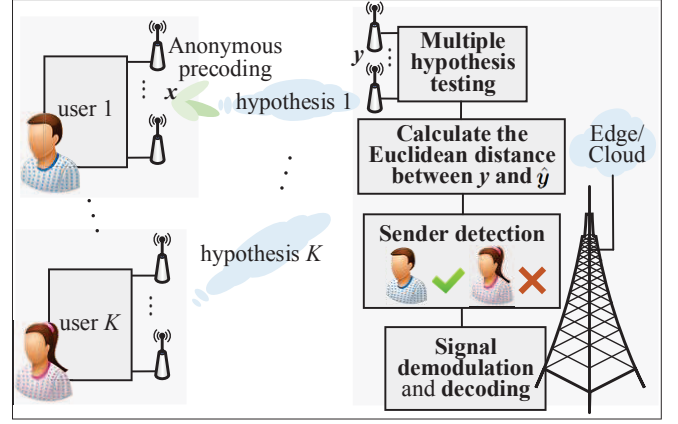 Anonymous
precoding
x
user 1
hypothesis 1
hypothesis K
user K
y
Multiple
hypothesis
testing
Calculate the
Euclidean distance
between y and ŷ
Sender detection
Signal
demodulation
and decoding
Edge/
Cloud